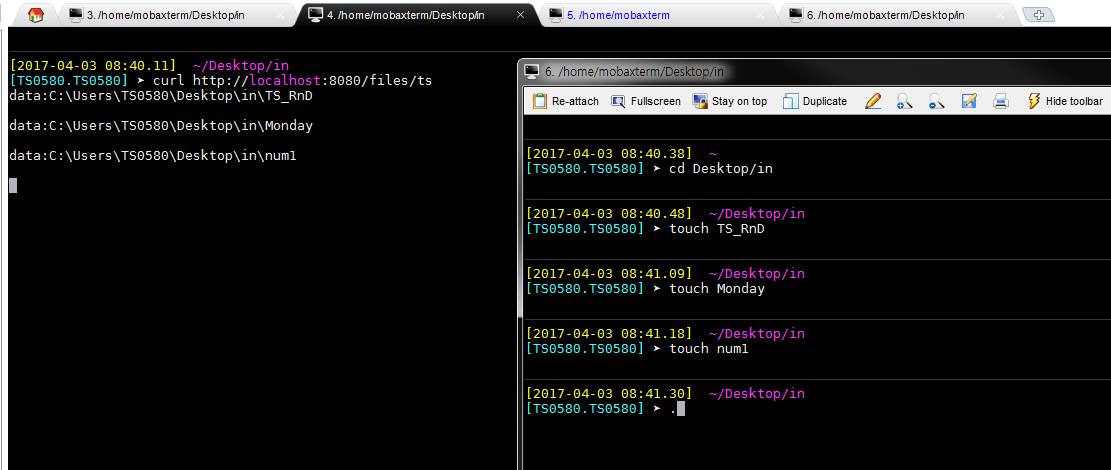 3. /home/mobaxterm/Desktop/in
4. /home/mobaxterm/Desktop/in
5. /home/mobaxterm
6. /home/mobaxterm/Desktop/in
[2017-04-03 08:40.11] ~/Desktop/in
[TS0580.TS0580] ➤ curl http://localhost:8080/files/ts
data:C:\Users\TS0580\Desktop\in\TS_RnD
data:C:\Users\TS0580\Desktop\in\Monday
data:C:\Users\TS0580\Desktop\in\num1
6. /home/mobaxterm/Desktop/in
Re-attach Fullscreen Stay on top Duplicate Hide toolbar
[2017-04-03 08:40.38] ~
[TS0580.TS0580] ➤ cd Desktop/in
[2017-04-03 08:40.48] ~/Desktop/in
[TS0580.TS0580] ➤ touch TS_RnD
[2017-04-03 08:41.09] ~/Desktop/in
[TS0580.TS0580] ➤ touch Monday
[2017-04-03 08:41.18] ~/Desktop/in
[TS0580.TS0580] ➤ touch num1
[2017-04-03 08:41.30] ~/Desktop/in
[TS0580.TS0580] ➤ .